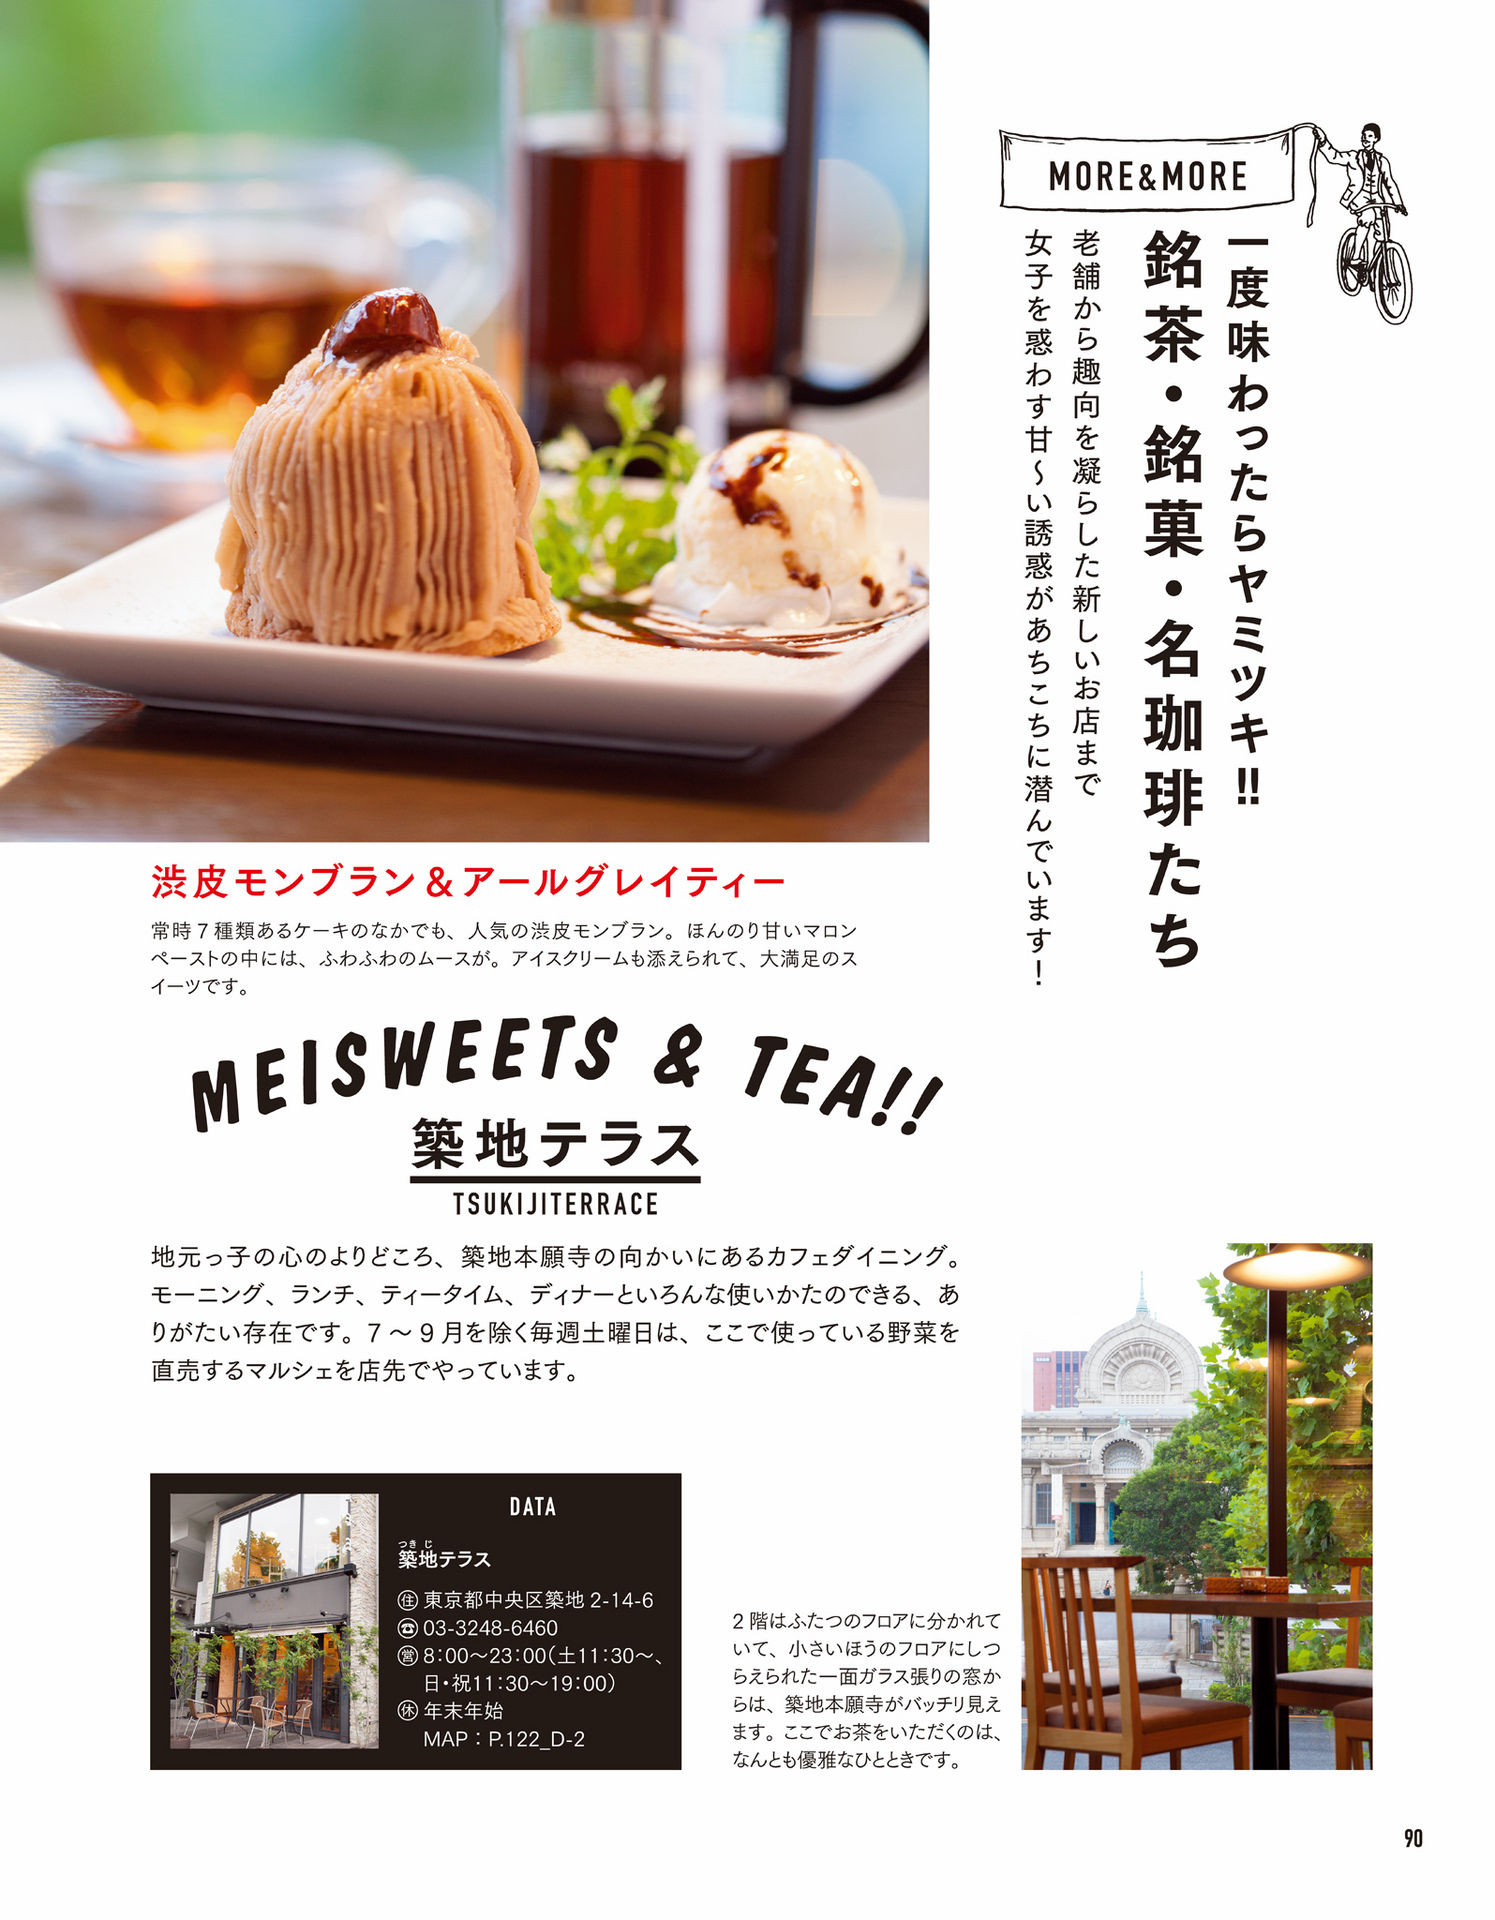 MORE&MORE
一度味わったらヤミツキ!!
銘茶・銘菓・名珈琲たち
老舗から趣向を凝らした新しいお店まで
女子を惑わす甘〜い誘惑があちこちに潜んでいます！
渋皮モンブラン＆アールグレイティー
常時７種類あるケーキのなかでも、人気の渋皮モンブラン。ほんのり甘いマロン
ペーストの中には、ふわふわのムースが。アイスクリームも添えられて、大満足のス
イーツです。
MEISWEETS & TEA!!
築地テラス
TSUKIJITERRACE
地元っ子の心のよりどころ、築地本願寺の向かいにあるカフェダイニング。
モーニング、ランチ、ティータイム、ディナーといろんな使いかたのできる、あ
りがたい存在です。７〜９月を除く毎週土曜日は、ここで使っている野菜を
直売するマルシェを店先でやっています。
DATA
つきじ
築地テラス
㊟東京都中央区築地 2-14-6
☎03-3248-6460
㊂8:00〜23:00（土11:30〜、
日・祝11:30〜19:00）
㊡年末年始
MAP：P.122_D-2
２階はふたつのフロアに分かれて
いて、小さいほうのフロアにしつ
らえられた一面ガラス張りの窓か
らは、築地本願寺がバッチリ見え
ます。ここでお茶をいただくのは、
なんとも優雅なひとときです。
90